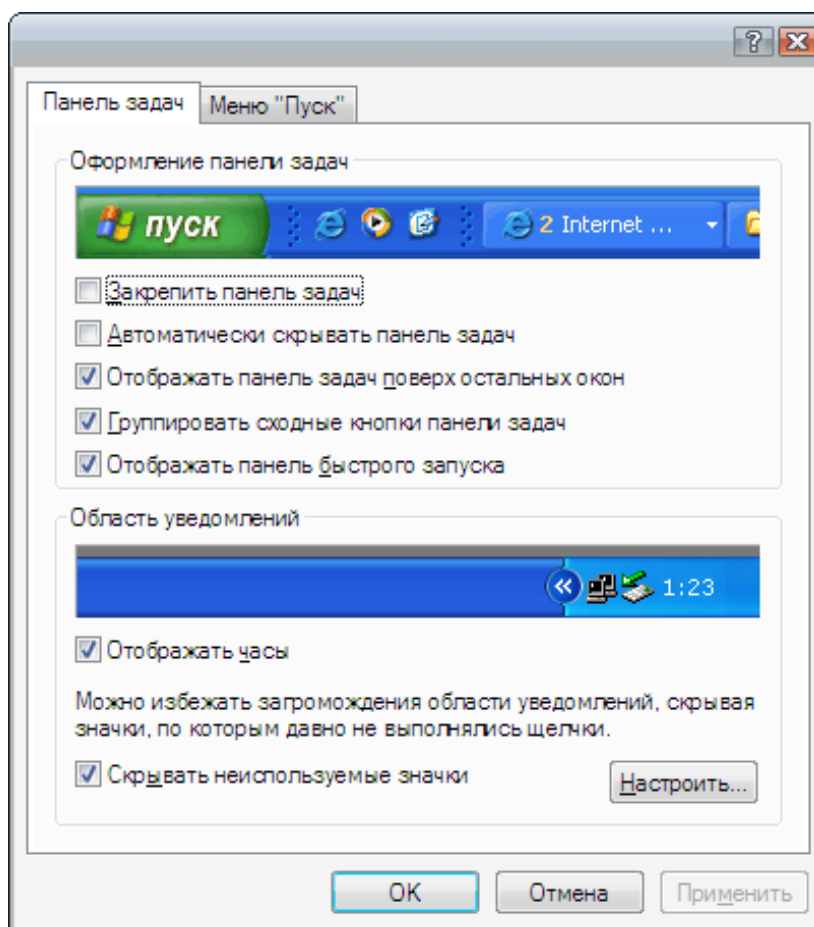 Панель задач
Меню "Пуск"
Оформление панели задач
пуск
2 Internet ...
Закрепить панель задач
Автоматически скрывать панель задач
Отображать панель задач поверх остальных окон
Группировать сходные кнопки панели задач
Отображать панель быстрого запуска
Область уведомлений
1:23
Отображать часы
Можно избежать загромождения области уведомлений, скрывая
значки, по которым давно не выполнялись щелчки.
Скрывать неиспользуемые значки
Настроить...
OK
Отмена
Применить